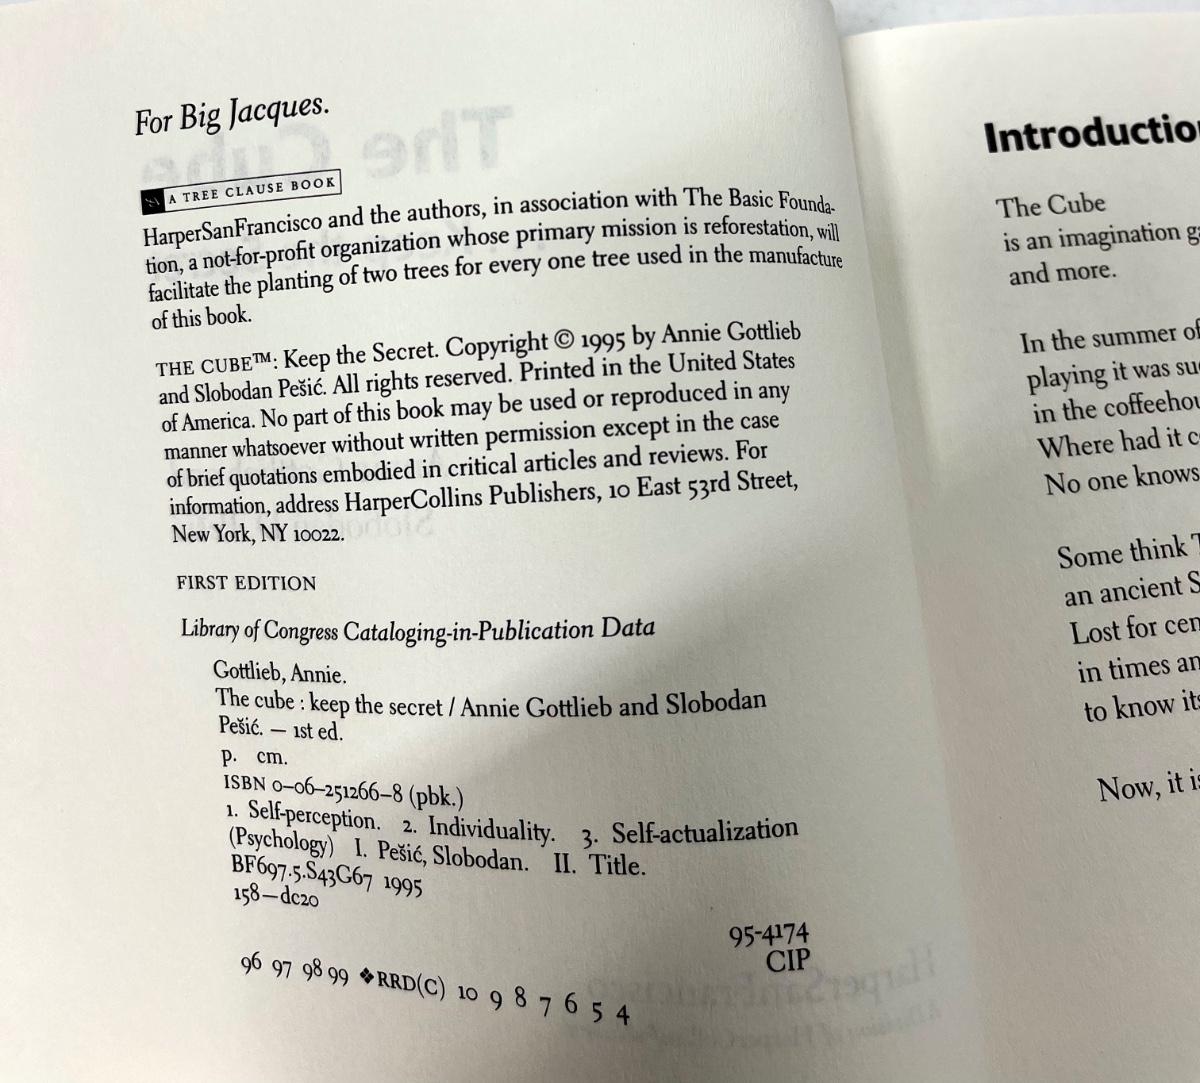 For Big Jacques.
A TREE CLAUSE BOOK
HarperSanFrancisco and the authors, in association with The Basic Founda-
tion, a not-for-profit organization whose primary mission is reforestation, will
facilitate the planting of two trees for every one tree used in the manufacture
of this book.
THE CUBE™: Keep the Secret. Copyright © 1995 by Annie Gottlieb
and Slobodan Pešić. All rights reserved. Printed in the United States
of America. No part of this book may be used or reproduced in any
manner whatsoever without written permission except in the case
of brief quotations embodied in critical articles and reviews. For
information, address HarperCollins Publishers, 10 East 53rd Street,
New York, NY 10022.
FIRST EDITION
Library of Congress Cataloging-in-Publication Data
Gottlieb, Annie.
The cube : keep the secret / Annie Gottlieb and Slobodan
Pešić. — 1st ed.
p. cm.
ISBN 0–06–251266–8 (pbk.)
1. Self-perception. 2. Individuality. 3. Self-actualization
(Psychology) I. Pešić, Slobodan. II. Title.
BF697.5.S43G67 1995
158—dc20
95-4174
CIP
96 97 98 99 ❖RRD(C) 10 9 8 7 6 5 4
Introductio
The Cube
is an imagination ga
and more.
In the summer of
playing it was su
in the coffeehou
Where had it c
No one knows
Some think T
an ancient S
Lost for cen
in times an
to know its
Now, it is